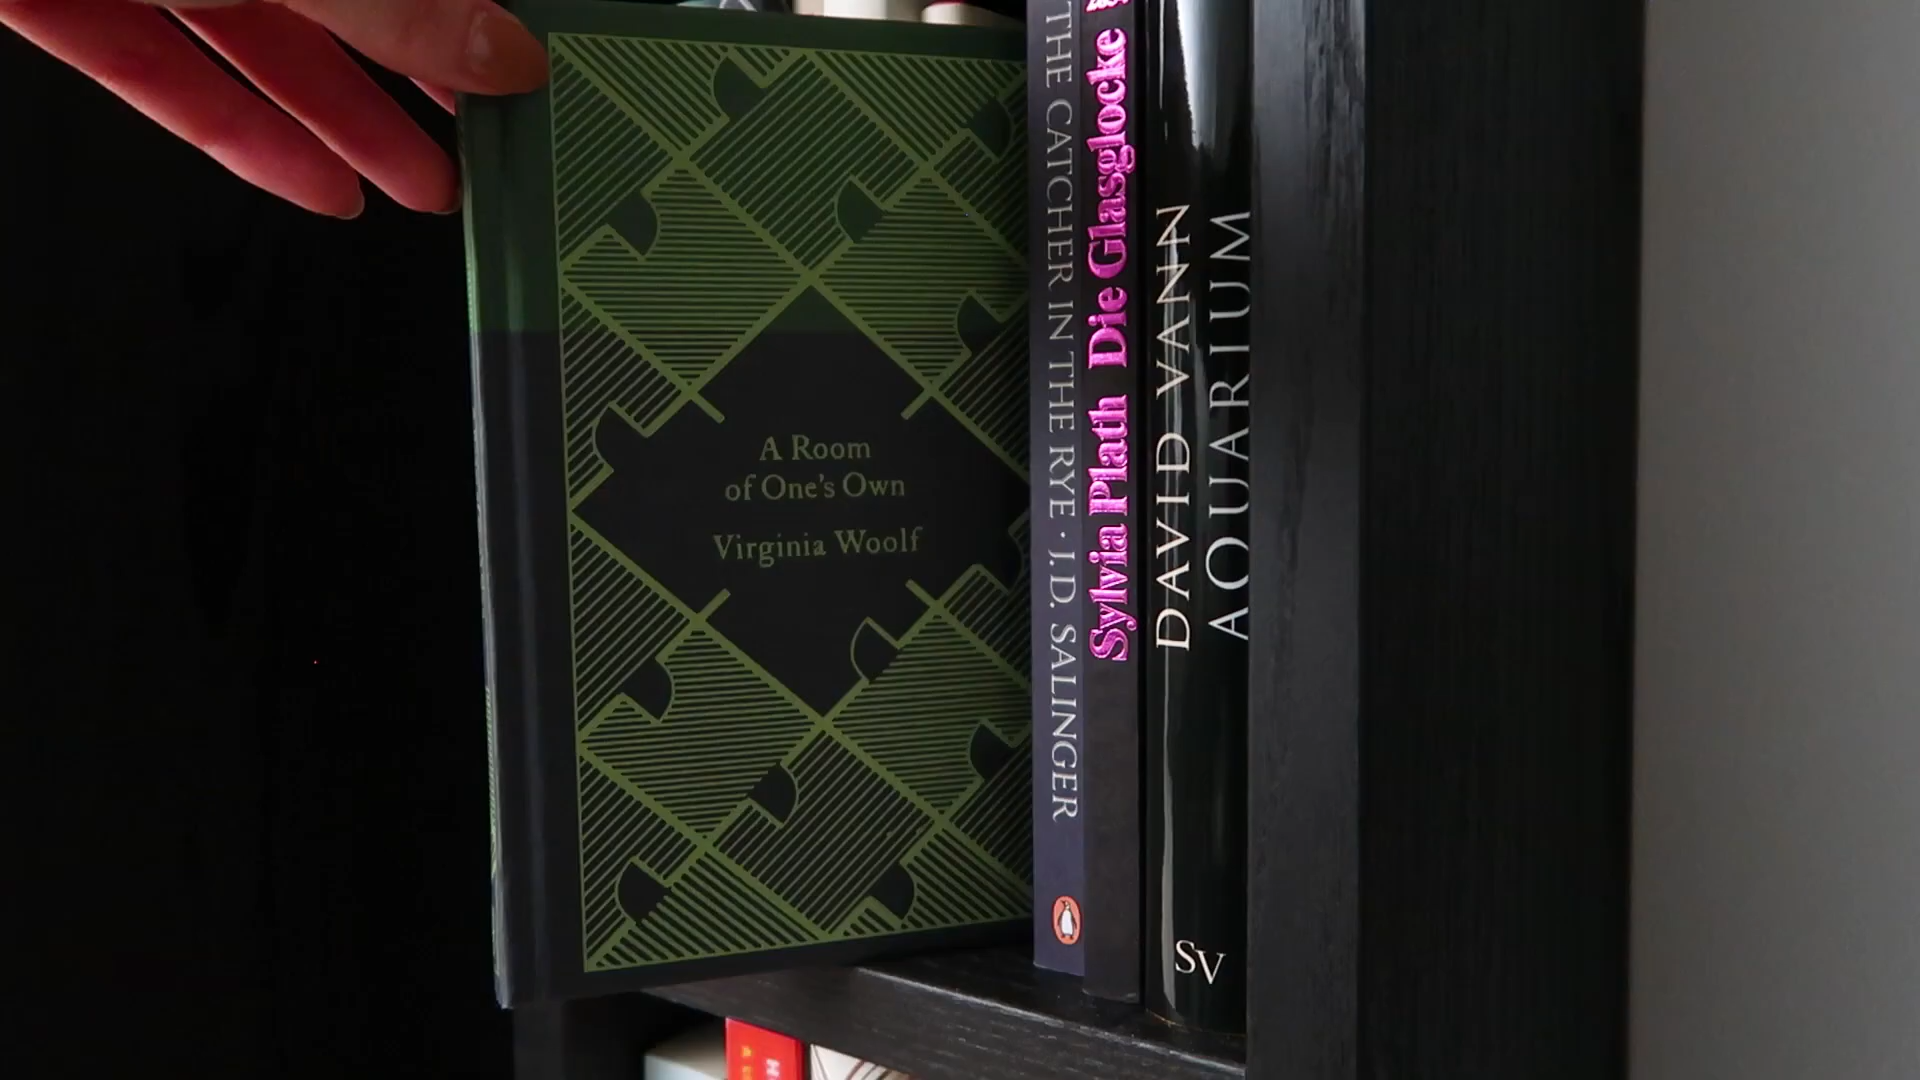 A Room
of One's Own
Virginia Woolf
THE CATCHER IN THE RYE · J.D. SALINGER
Sylvia Plath Die Glasglocke
DAVID VANN
AQUARIUM
SV